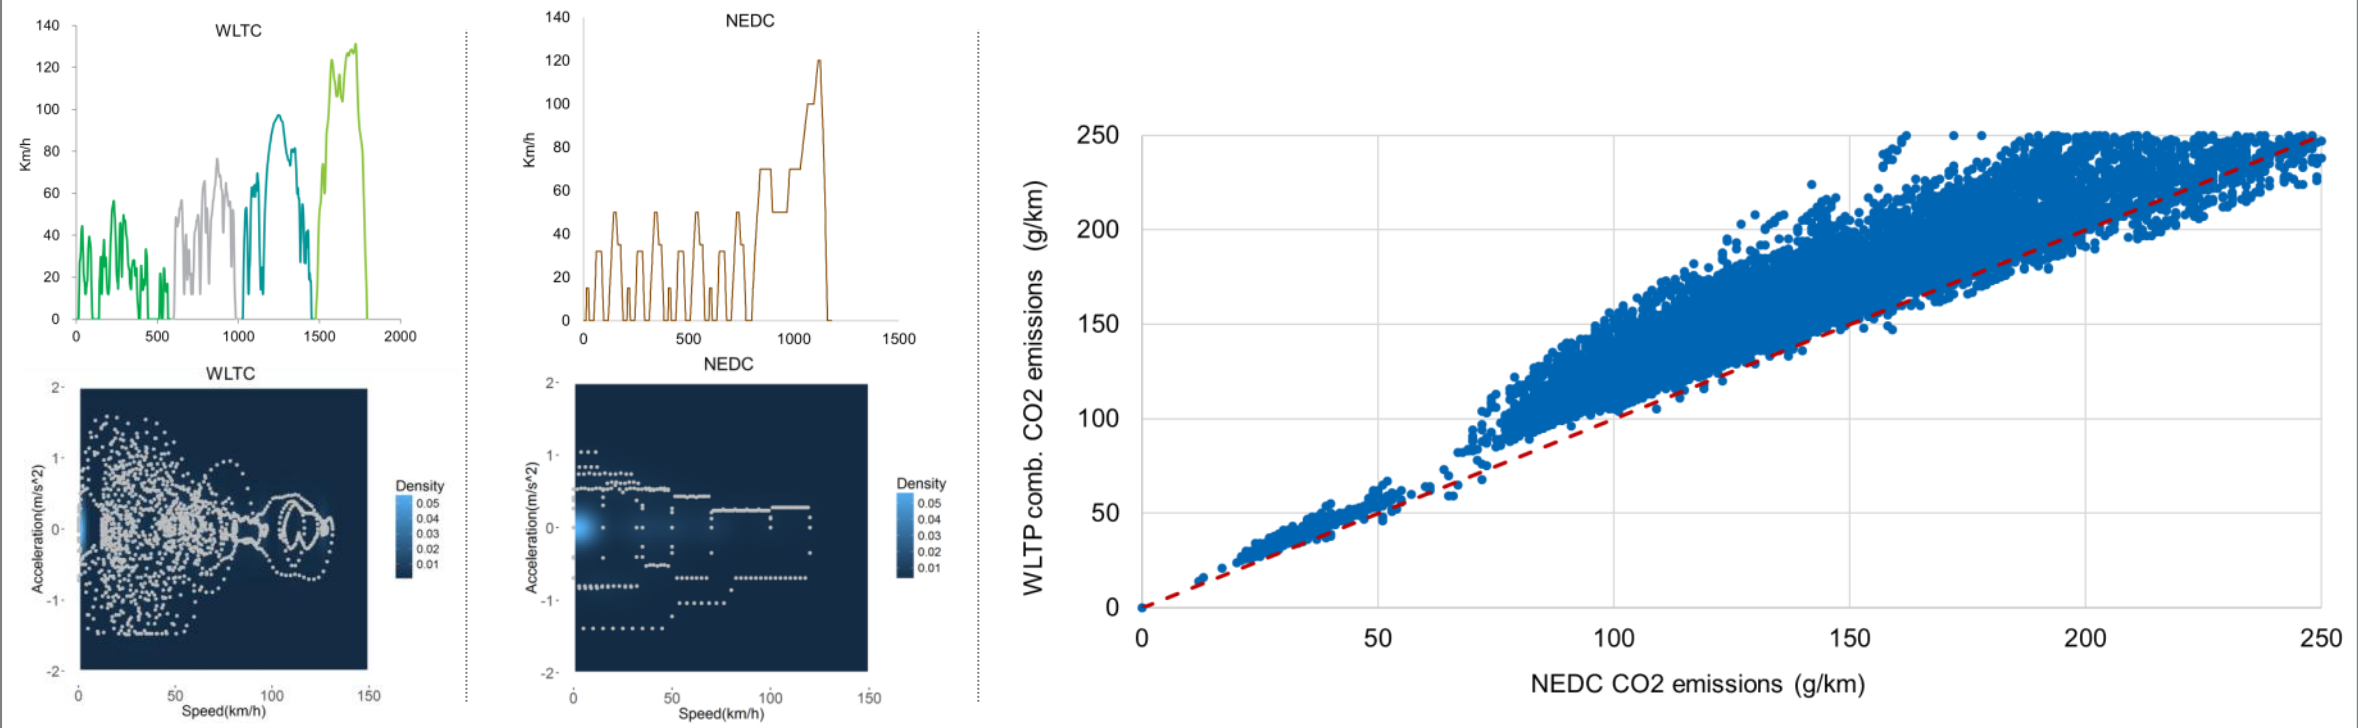 WLTC
140
120
100
80
60
40
20
0
Km/h
0 500 1000 1500 2000
WLTC
2
1
0
-1
-2
Acceleration(m/s^2)
0 50 100 150
Speed(km/h)
Density
0.05
0.04
0.03
0.02
0.01
NEDC
140
120
100
80
60
40
20
0
Km/h
0 500 1000 1500
NEDC
2
1
0
-1
-2
Acceleration(m/s^2)
0 50 100 150
Speed(km/h)
Density
0.05
0.04
0.03
0.02
0.01
WLTP comb. CO2 emissions (g/km)
250
200
150
100
50
0
0 50 100 150 200 250
NEDC CO2 emissions (g/km)